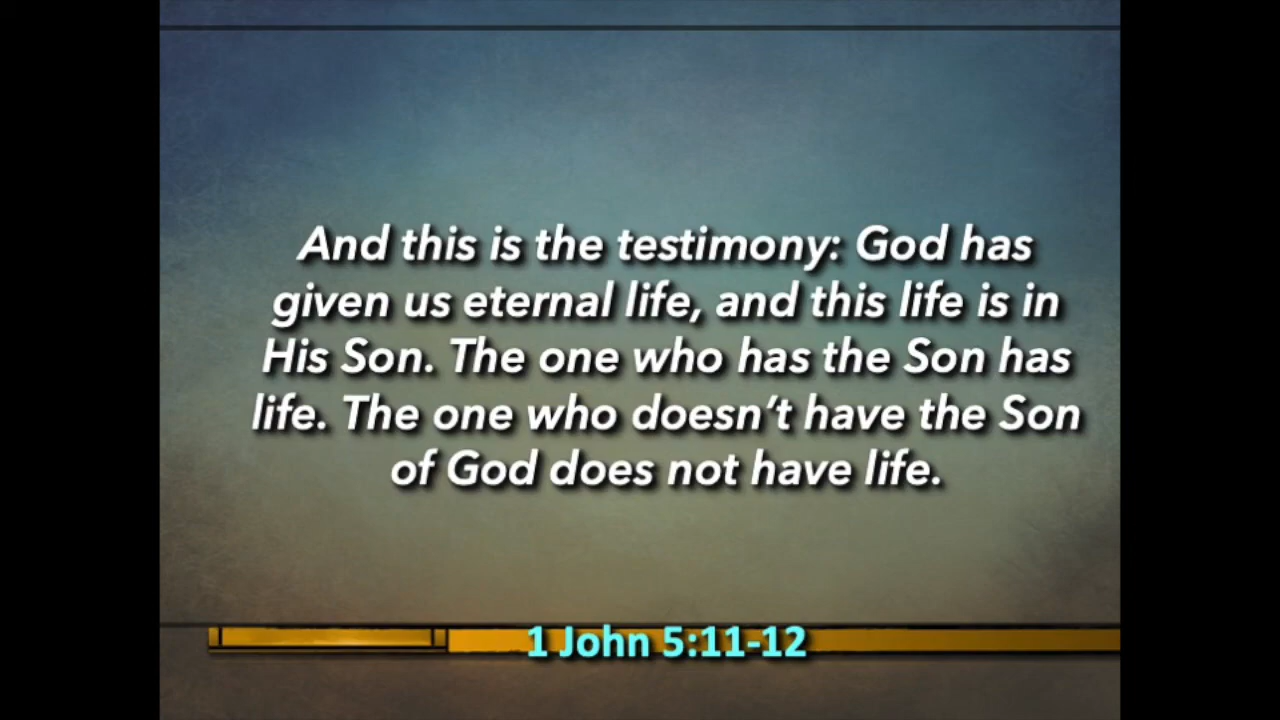 And this is the testimony: God has
given us eternal life, and this life is in
His Son. The one who has the Son has
life. The one who doesn’t have the Son
of God does not have life.
1 John 5:11-12